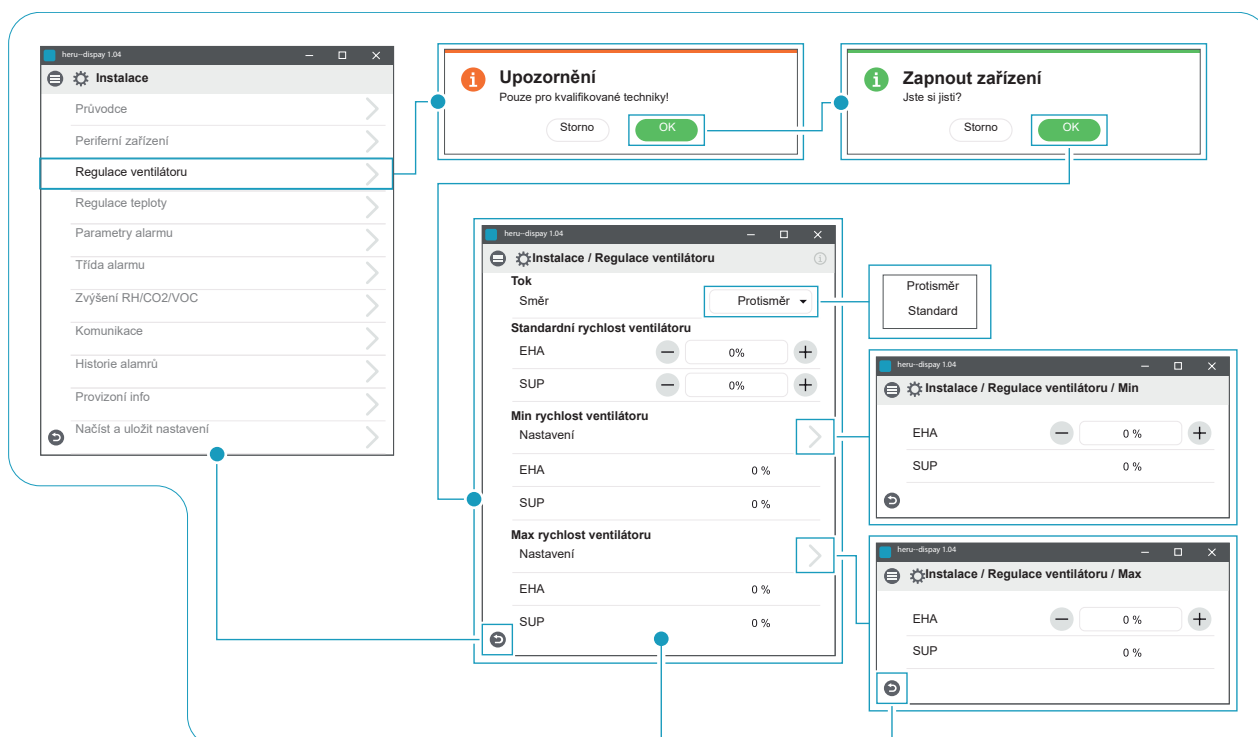 heru--dispay 1.04
Instalace
Průvodce
Periferní zařízení
Regulace ventilátoru
Regulace teploty
Parametry alarmu
Třída alarmu
Zvýšení RH/CO2/VOC
Komunikace
Historie alamrů
Provizoní info
Načíst a uložit nastavení
Upozornění
Pouze pro kvalifikované techniky!
Storno OK
Zapnout zařízení
Jste si jisti?
Storno OK
heru--dispay 1.04
Instalace / Regulace ventilátoru
Tok
Směr Protisměr
Standardní rychlost ventilátoru
EHA 0%
SUP 0%
Min rychlost ventilátoru
Nastavení
EHA 0 %
SUP 0 %
Max rychlost ventilátoru
Nastavení
EHA 0 %
SUP 0 %
Protisměr
Standard
heru--dispay 1.04
Instalace / Regulace ventilátoru / Min
EHA 0 %
SUP 0 %
heru--dispay 1.04
Instalace / Regulace ventilátoru / Max
EHA 0 %
SUP 0 %